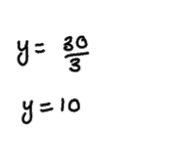 y = 30/3
y = 10